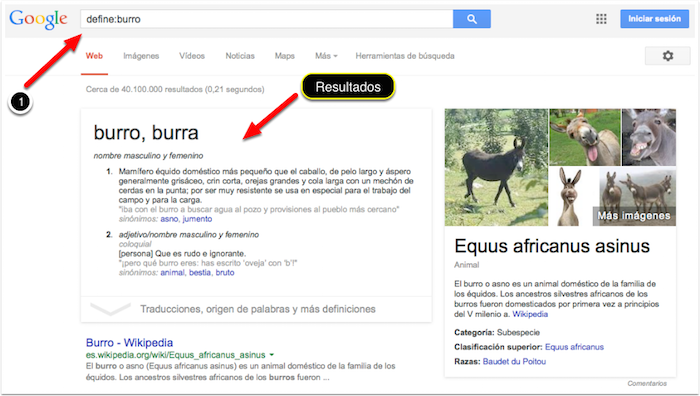 Google
define:burro
Iniciar sesión
Web Imágenes Vídeos Noticias Maps Más Herramientas de búsqueda
1
Cerca de 40.100.000 resultados (0,21 segundos)
Resultados
burro, burra
nombre masculino y femenino
1. Mamífero équido doméstico más pequeño que el caballo, de pelo largo y áspero
generalmente grisáceo, crin corta, orejas grandes y cola larga con un mechón de
cerdas en la punta; por ser muy resistente se usa en especial para el trabajo del
campo y para la carga.
"iba con el burro a buscar agua al pozo y provisiones al pueblo más cercano"
sinónimos: asno, jumento
2. adjetivo/nombre masculino y femenino
coloquial
[persona] Que es rudo e ignorante.
"¡pero qué burro eres: has escrito 'oveja' con 'b'!"
sinónimos: animal, bestia, bruto
Traducciones, origen de palabras y más definiciones
Burro - Wikipedia
es.wikipedia.org/wiki/Equus_africanus_asinus
El burro o asno (Equus africanus asinus) es un animal doméstico de la familia de
los équidos. Los ancestros silvestres africanos de los burros fueron ...
Más imágenes
Equus africanus asinus
Animal
El burro o asno es un animal doméstico de la familia de
los équidos. Los ancestros silvestres africanos de los
burros fueron domesticados por primera vez a principios
del V milenio a. Wikipedia
Categoría: Subespecie
Clasificación superior: Equus africanus
Razas: Baudet du Poitou
Comentarios